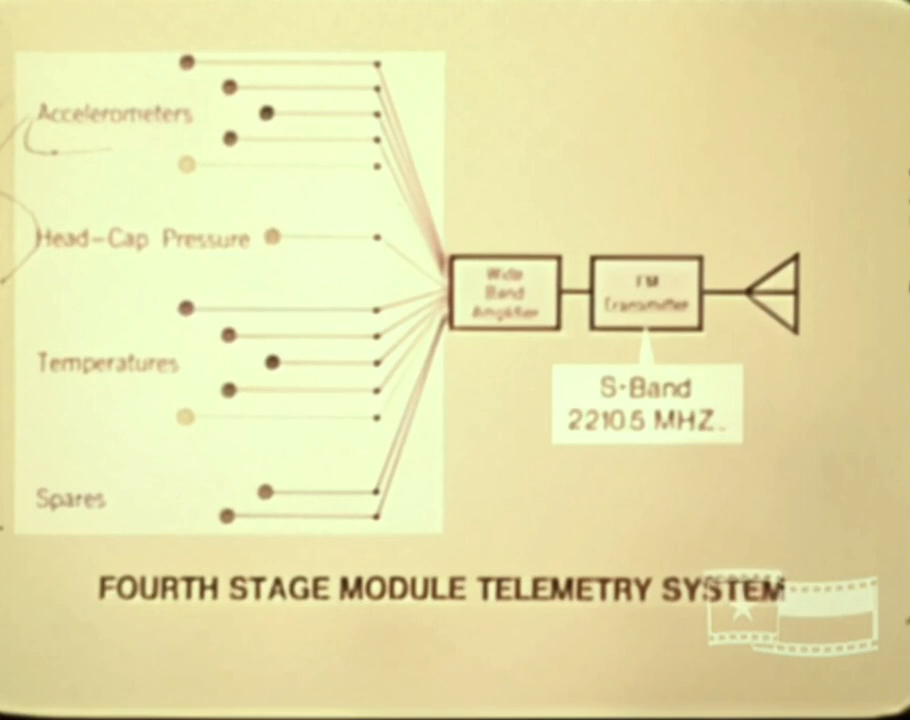 Accelerometers
Head-Cap Pressure
Temperatures
Spares
Wide
Band
Amplifier
FM
Transmitter
S-Band
2210.5 MHZ.
FOURTH STAGE MODULE TELEMETRY SYSTEM